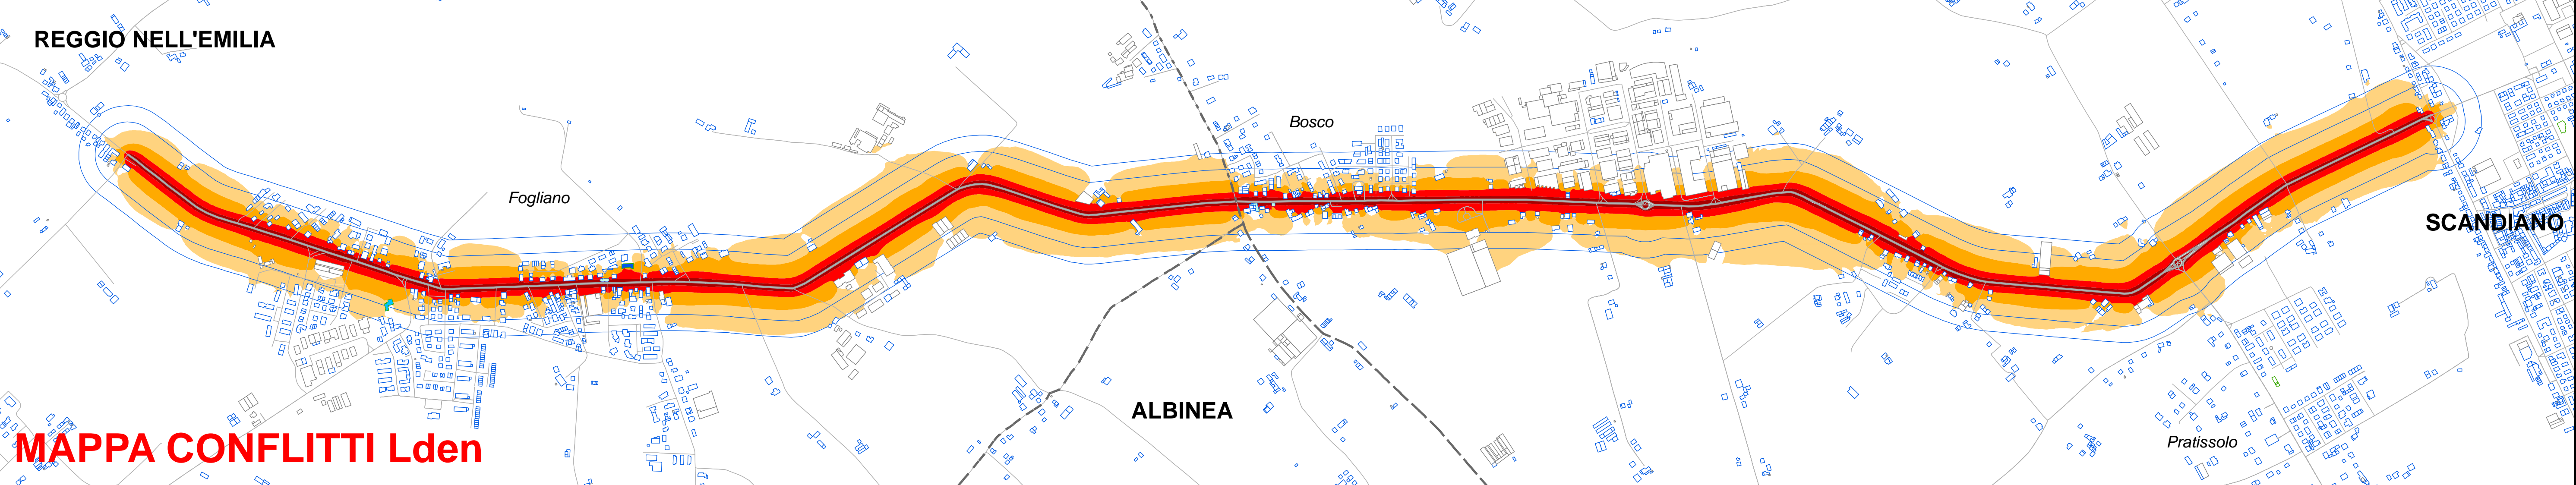 REGGIO NELL'EMILIA
Bosco
Fogliano
SCANDIANO
ALBINEA
Pratissolo
MAPPA CONFLITTI Lden